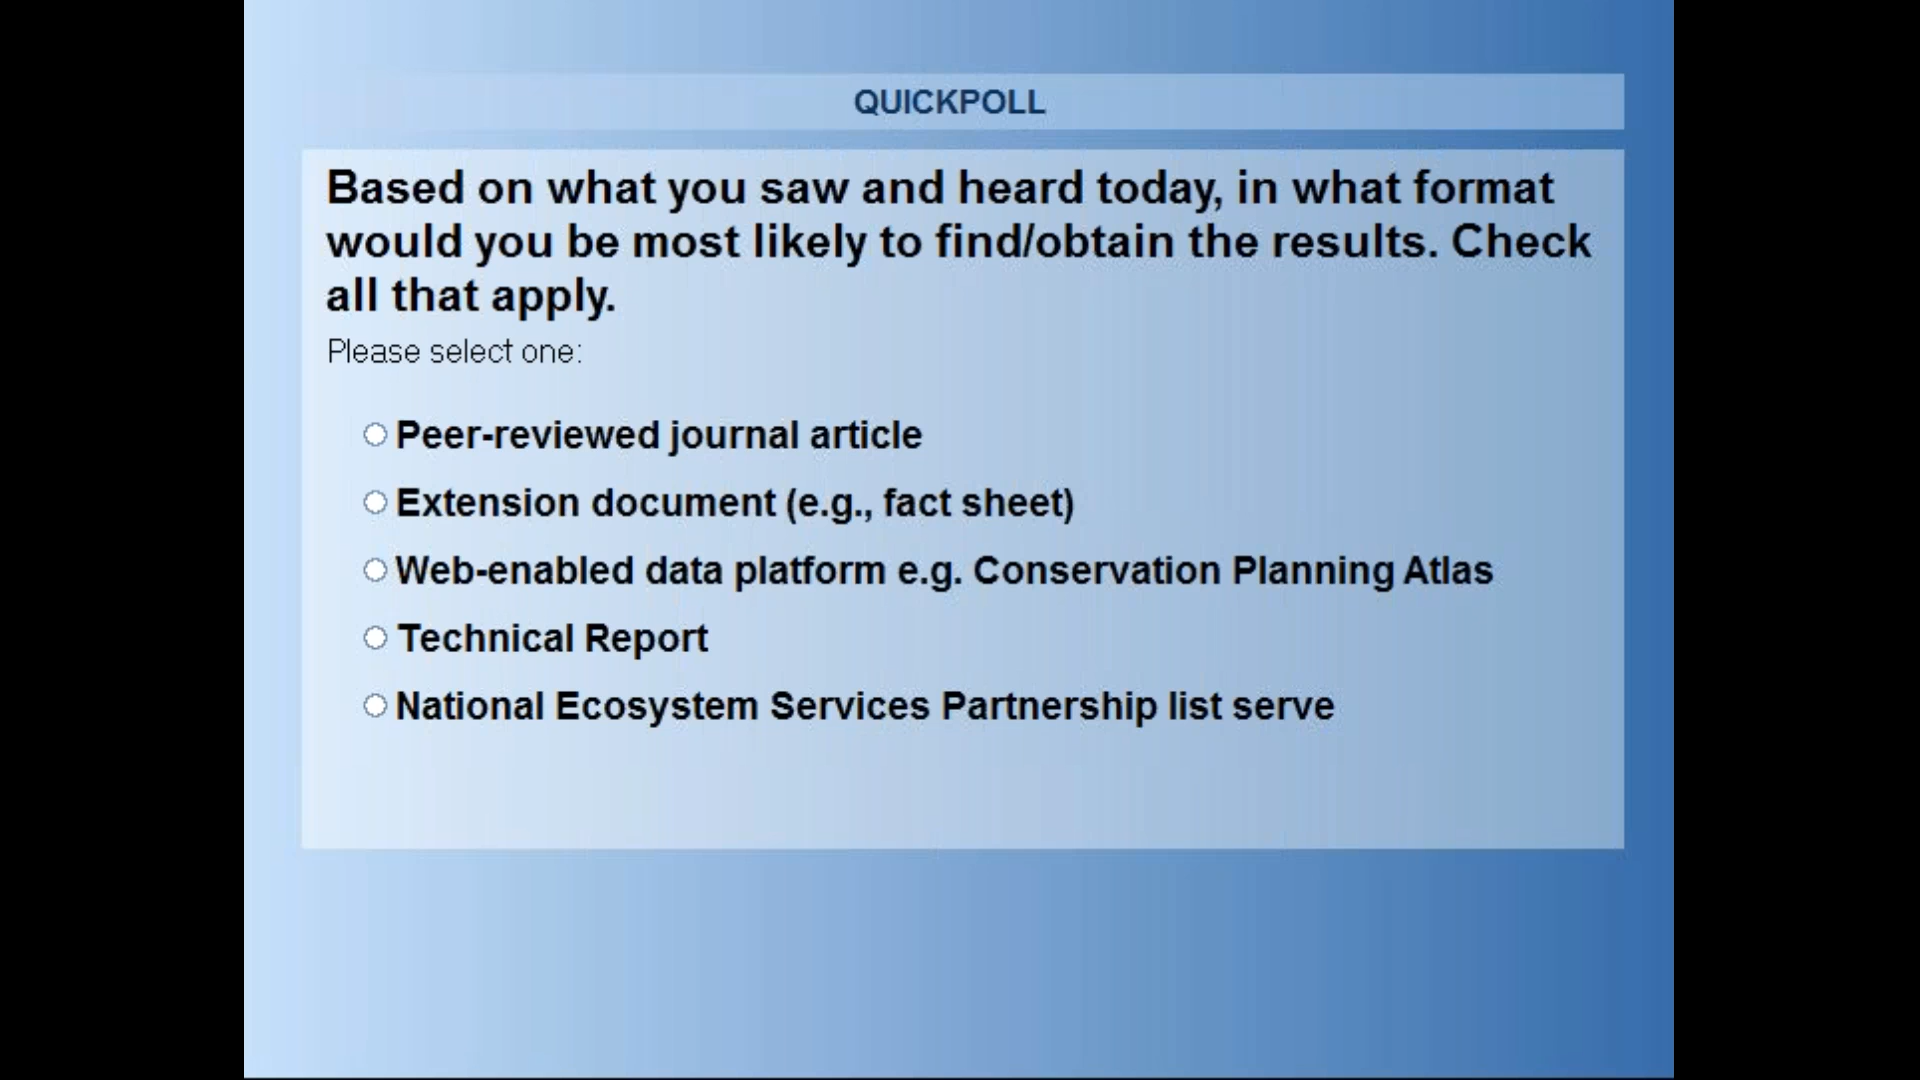 QUICKPOLL
Based on what you saw and heard today, in what format
would you be most likely to find/obtain the results. Check
all that apply.
Please select one:
Peer-reviewed journal article
Extension document (e.g., fact sheet)
Web-enabled data platform e.g. Conservation Planning Atlas
Technical Report
National Ecosystem Services Partnership list serve